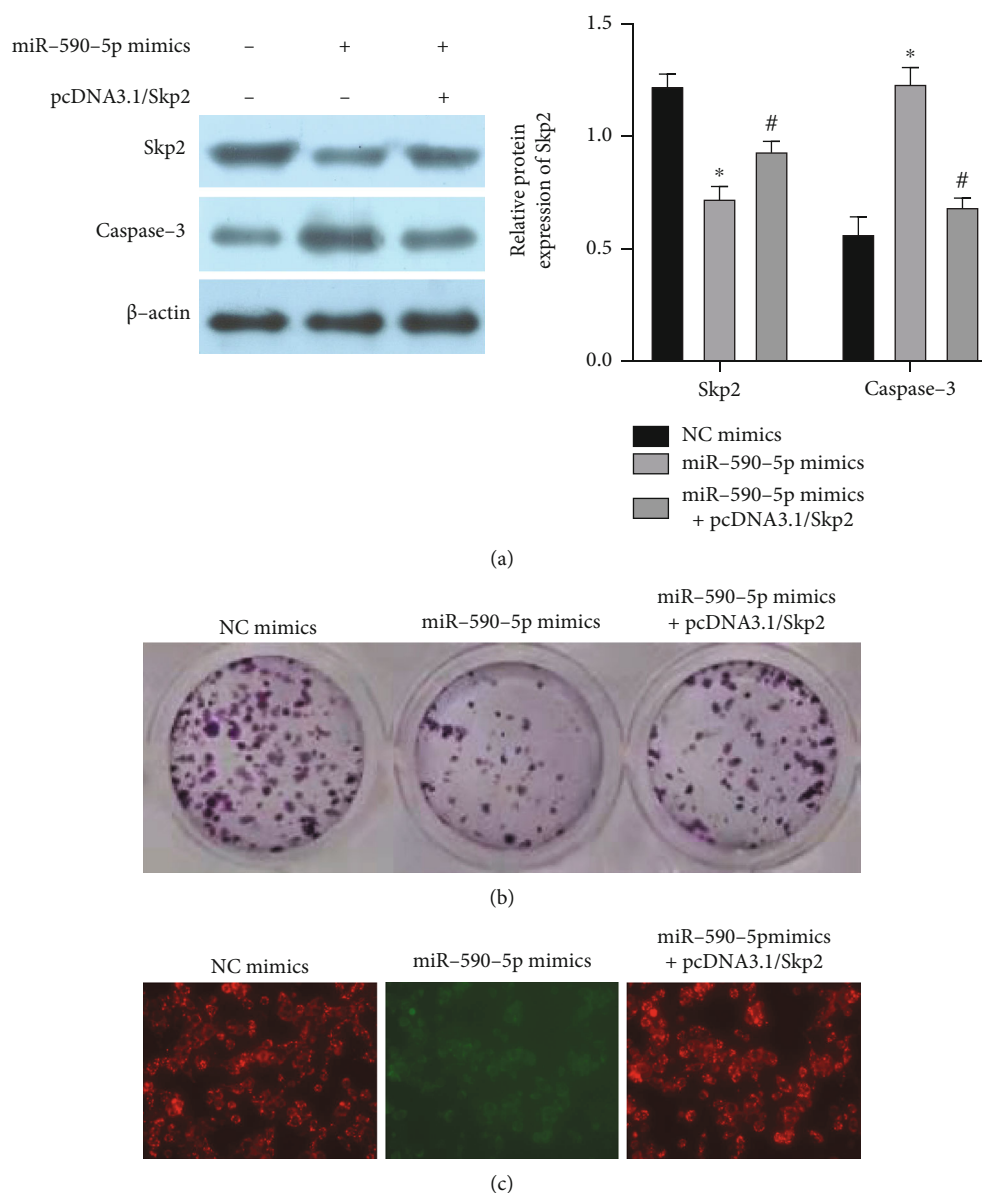 miR–590–5p mimics – + +
pcDNA3.1/Skp2 – – +
Skp2
Caspase–3
β–actin
Relative protein
expression of Skp2
1.5
1.0
0.5
0.0
* # * #
Skp2 Caspase–3
NC mimics
miR–590–5p mimics
miR–590–5p mimics
+ pcDNA3.1/Skp2
(a)
NC mimics
miR–590–5p mimics
miR–590–5p mimics
+ pcDNA3.1/Skp2
(b)
NC mimics
miR–590–5p mimics
miR–590–5pmimics
+ pcDNA3.1/Skp2
(c)